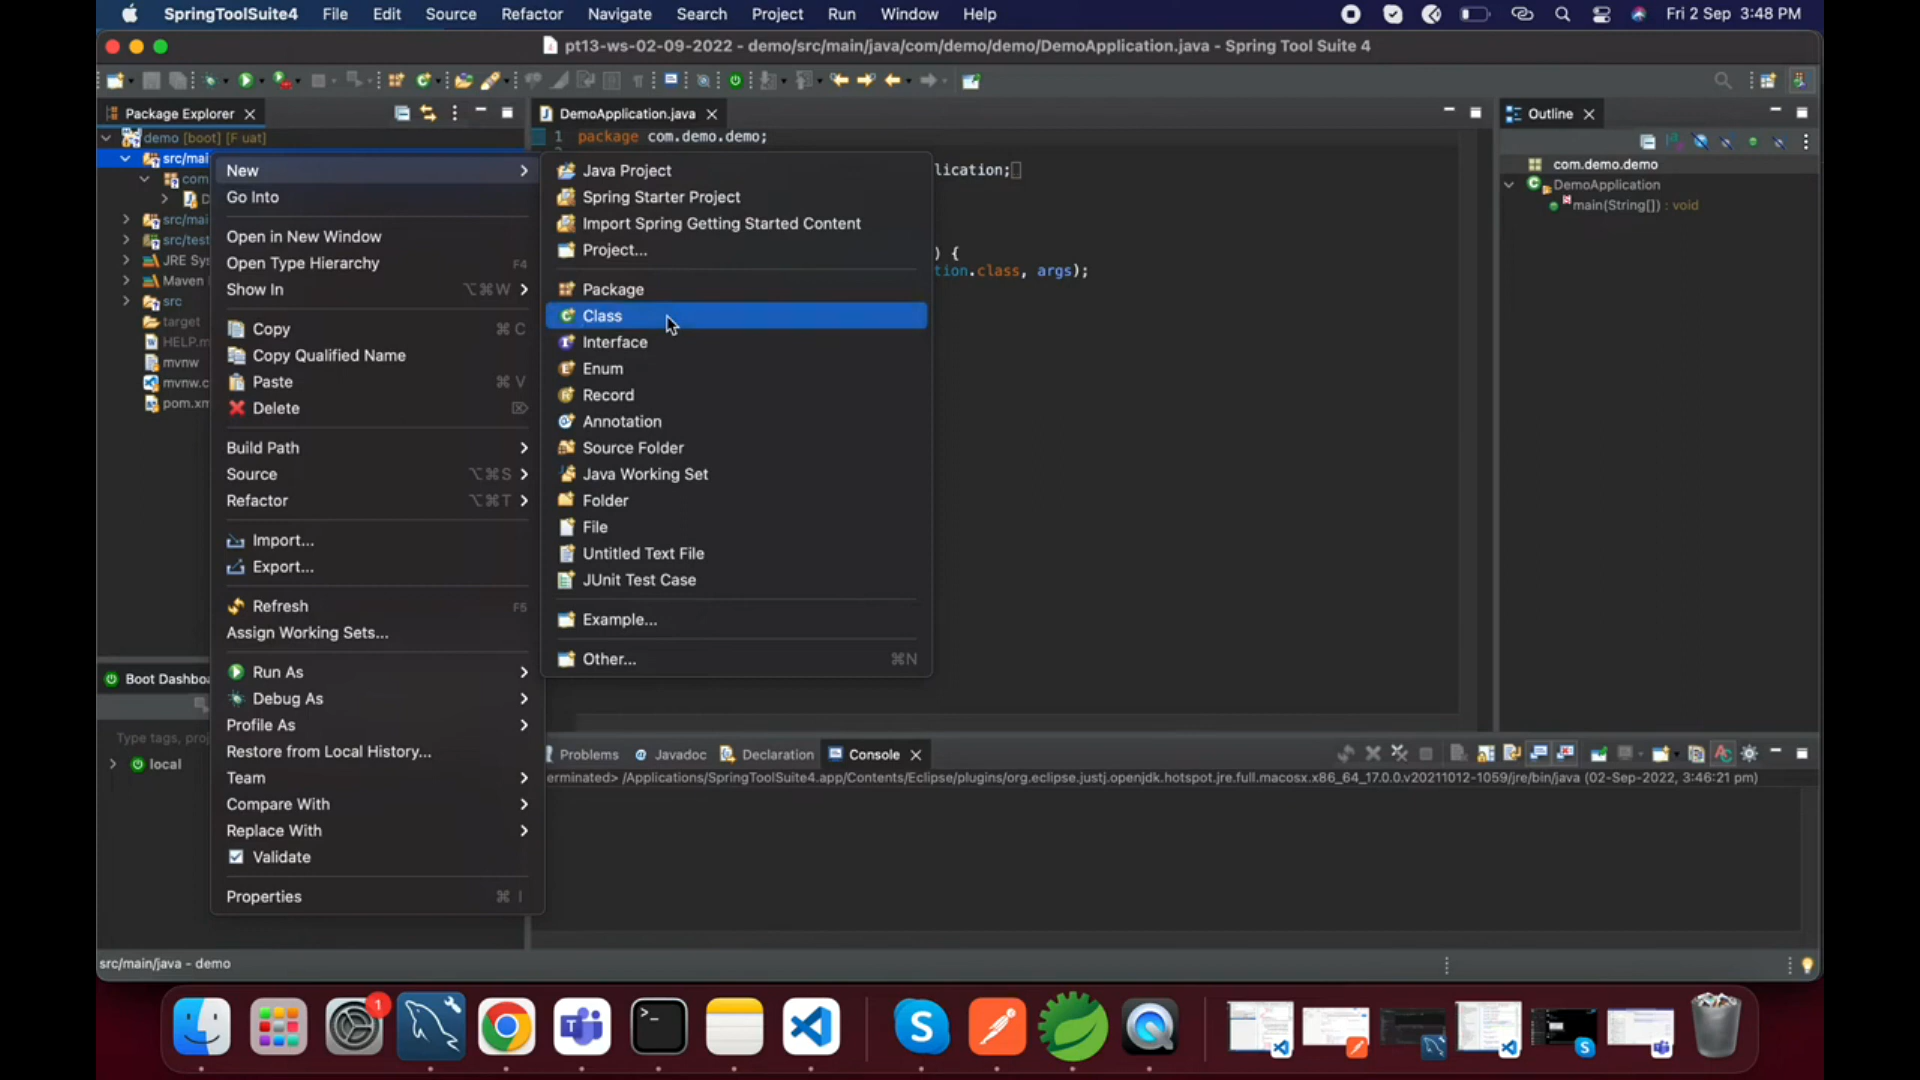 SpringToolSuite4 File Edit Source Refactor Navigate Search Project Run Window Help Fri 2 Sep 3:48 PM
pt13-ws-02-09-2022 - demo/src/main/java/com/demo/demo/DemoApplication.java - Spring Tool Suite 4
Package Explorer
demo [boot] [F uat]
src/mai
com
D
src/mai
src/test
JRE Sys
Maven
src
target
HELP.m
mvnw
mvnw.c
pom.xm
Boot Dashboa
Type tags, proj
local
New
Go Into
Open in New Window
Open Type Hierarchy F4
Show In ⌥⌘W
Copy ⌘ C
Copy Qualified Name
Paste ⌘ V
Delete ⌦
Build Path
Source ⌥⌘S
Refactor ⌥⌘T
Import...
Export...
Refresh F5
Assign Working Sets...
Run As
Debug As
Profile As
Restore from Local History...
Team
Compare With
Replace With
Validate
Properties ⌘ I
Java Project
Spring Starter Project
Import Spring Getting Started Content
Project...
Package
Class
Interface
Enum
Record
Annotation
Source Folder
Java Working Set
Folder
File
Untitled Text File
JUnit Test Case
Example...
Other... ⌘N
DemoApplication.java
1 package com.demo.demo;
lication;
) {
tion.class, args);
Outline
com.demo.demo
DemoApplication
main(String[]) : void
Problems @ Javadoc Declaration Console
erminated> /Applications/SpringToolSuite4.app/Contents/Eclipse/plugins/org.eclipse.justj.openjdk.hotspot.jre.full.macosx.x86_64_17.0.0.v20211012-1059/jre/bin/java (02-Sep-2022, 3:46:21 pm)
src/main/java - demo
1